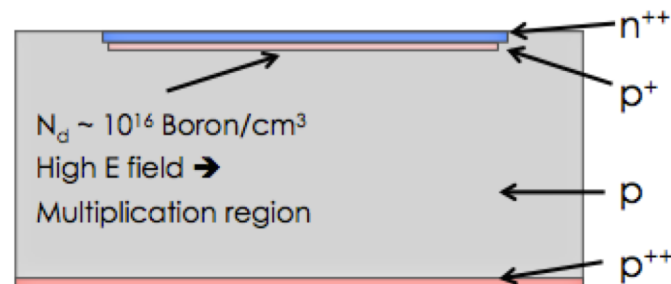 n++
p+
N_d ~ 10¹⁶ Boron/cm³
High E field ➔
Multiplication region
p
p++